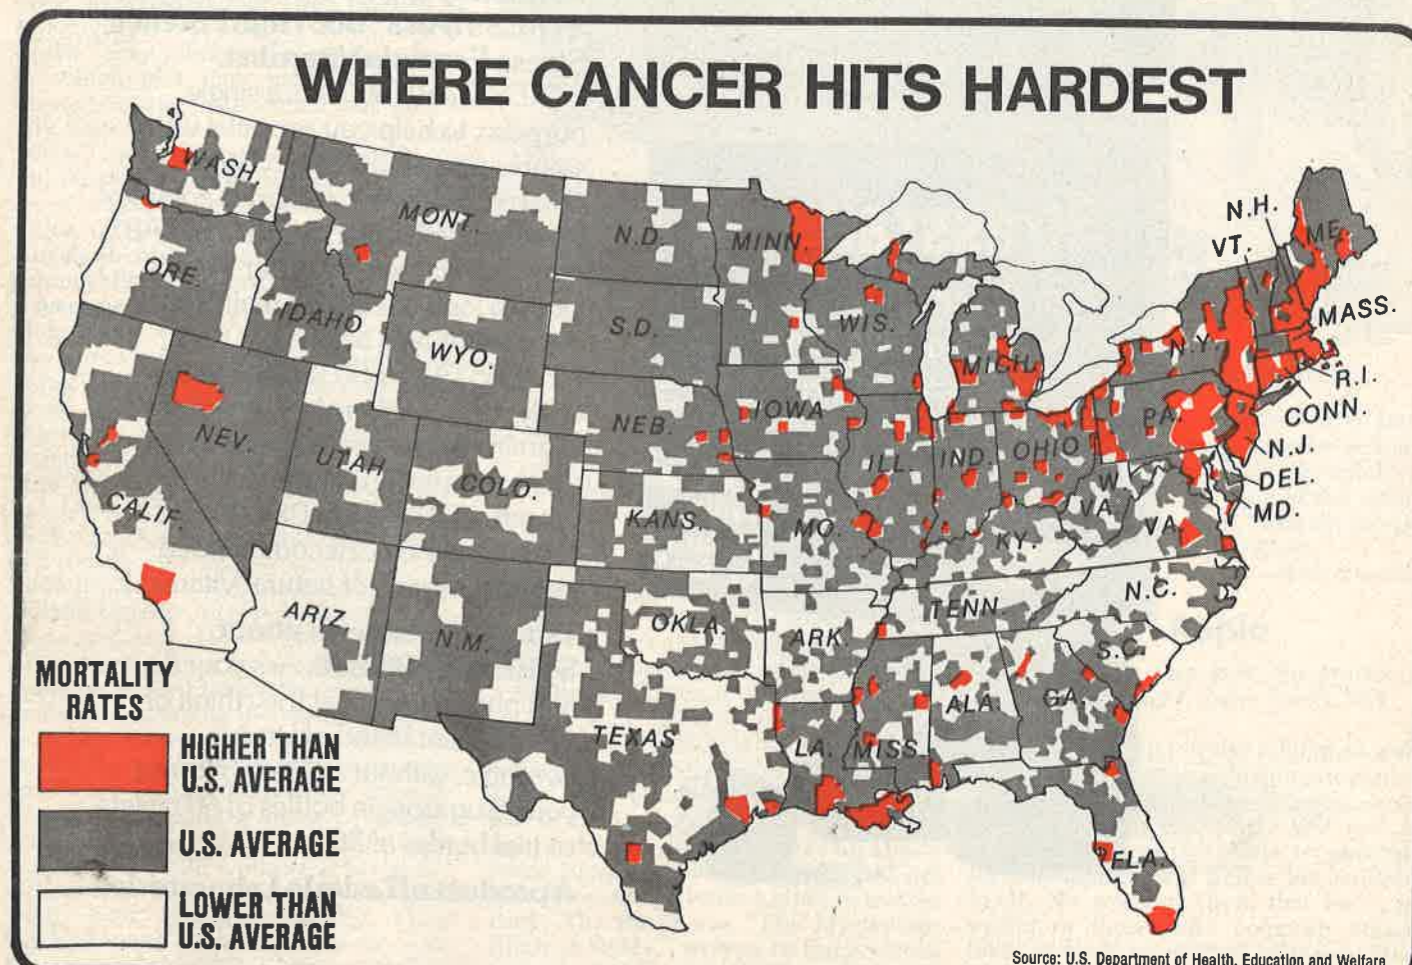 WHERE CANCER HITS HARDEST
WASH.
MONT.
N.D.
MINN.
N.H.
VT.
ME.
ORE.
IDAHO
WYO.
S.D.
WIS.
MICH.
N.Y.
MASS.
R.I.
CONN.
NEV.
UTAH
COLO.
NEB.
IOWA
ILL.
IND.
OHIO
PA.
N.J.
DEL.
MD.
CALIF.
KANS.
MO.
KY.
W.
VA.
VA.
ARIZ.
N.M.
OKLA.
ARK.
TENN
N.C.
S.C.
TEXAS
LA.
MISS
ALA.
GA.
FLA.
MORTALITY
RATES
HIGHER THAN
U.S. AVERAGE
U.S. AVERAGE
LOWER THAN
U.S. AVERAGE
Source: U.S. Department of Health, Education and Welfare